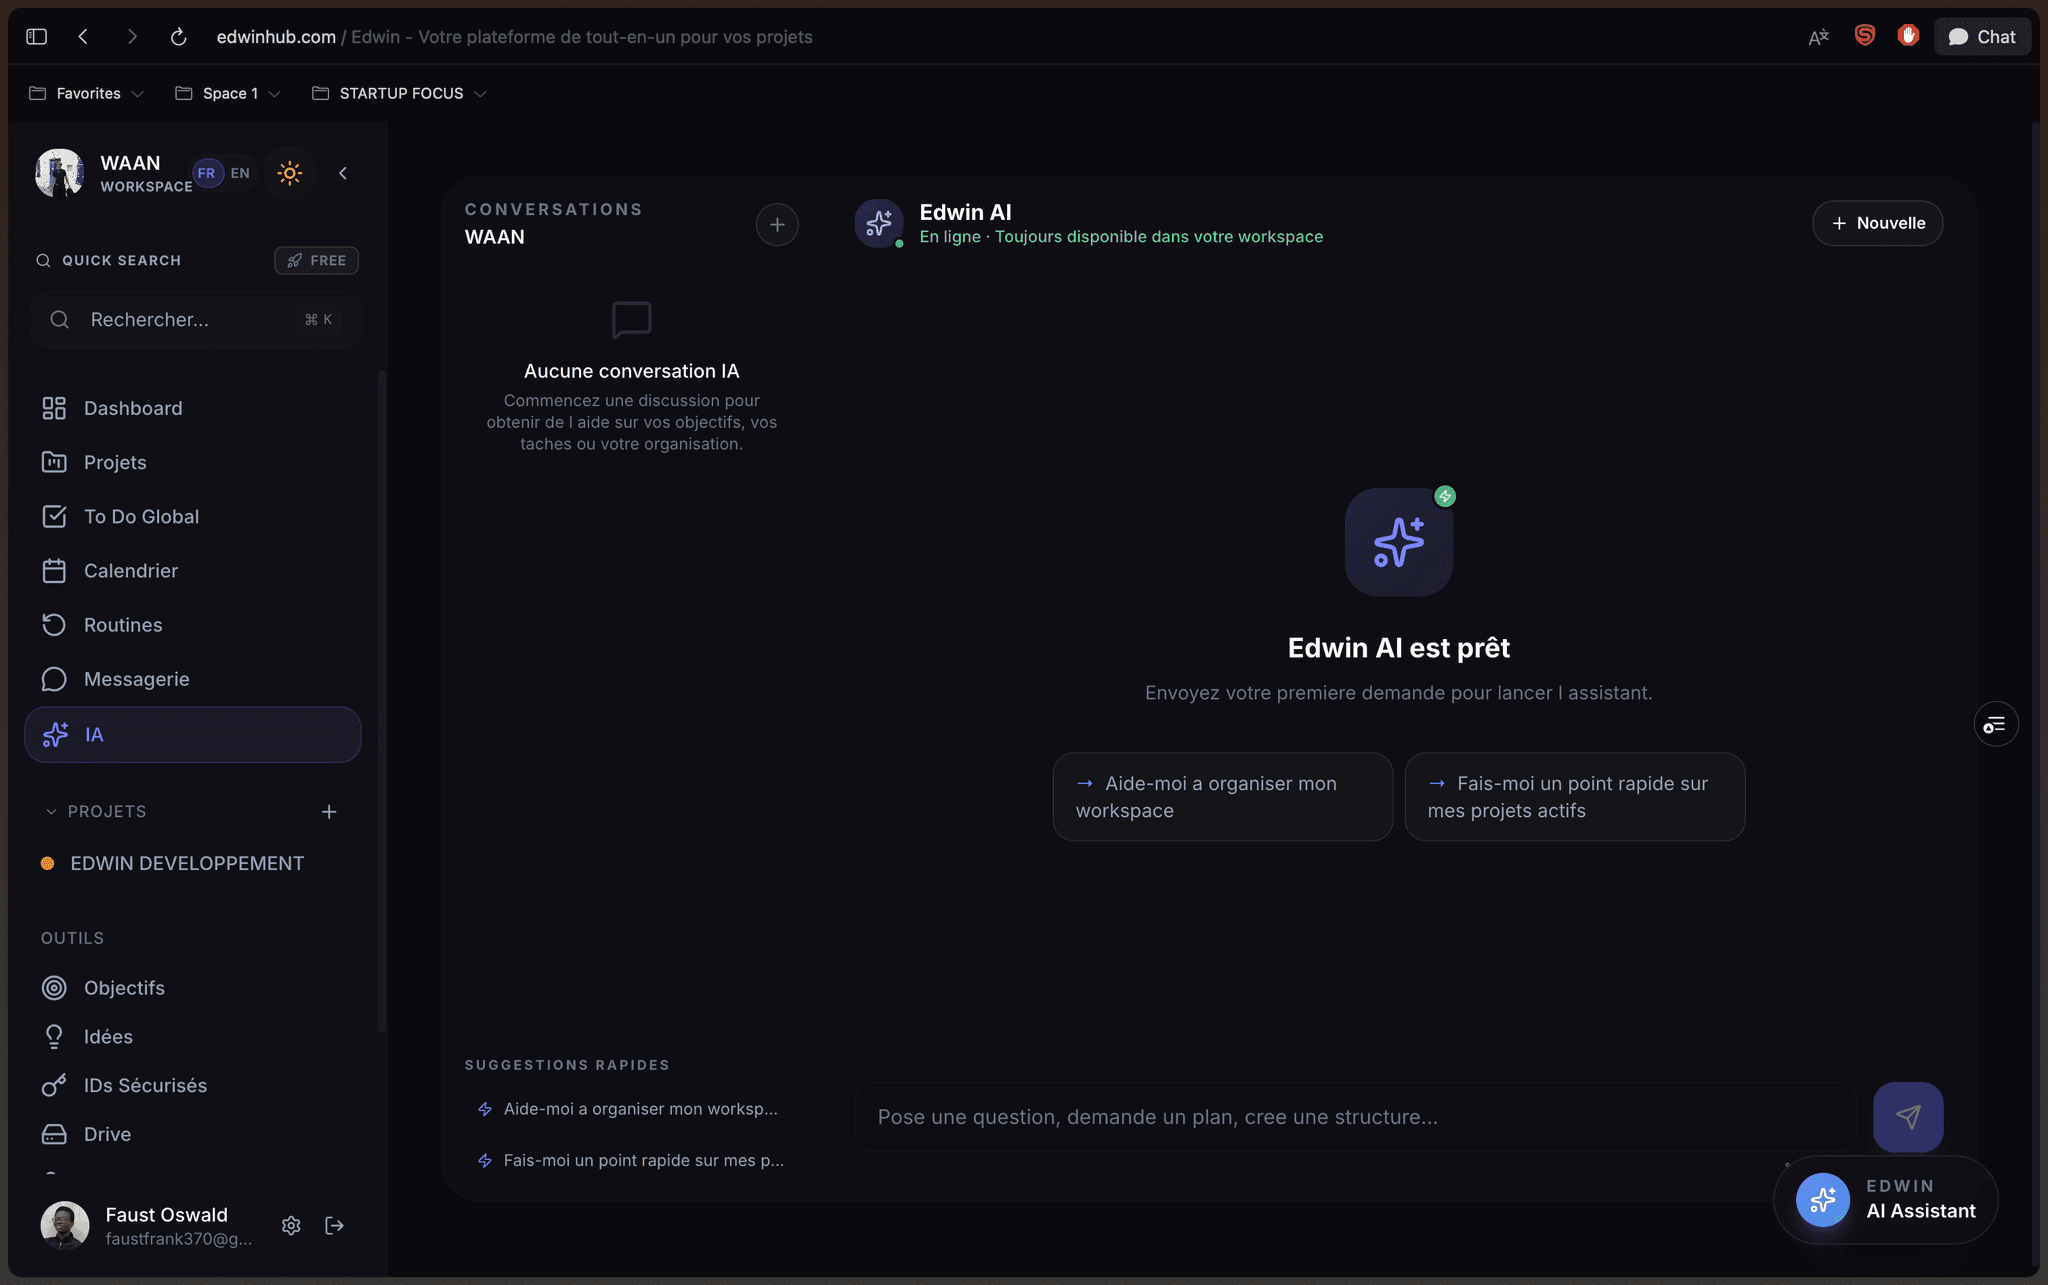 edwinhub.com / Edwin - Votre plateforme de tout-en-un pour vos projets
Chat
Favorites
Space 1
STARTUP FOCUS
WAAN
WORKSPACE
FR EN
QUICK SEARCH
FREE
Rechercher...
⌘ K
Dashboard
Projets
To Do Global
Calendrier
Routines
Messagerie
IA
PROJETS
EDWIN DEVELOPPEMENT
OUTILS
Objectifs
Idées
IDs Sécurisés
Drive
Faust Oswald
faustfrank370@g...
CONVERSATIONS
WAAN
Aucune conversation IA
Commencez une discussion pour
obtenir de l aide sur vos objectifs, vos
taches ou votre organisation.
SUGGESTIONS RAPIDES
Aide-moi a organiser mon worksp...
Fais-moi un point rapide sur mes p...
Edwin AI
En ligne · Toujours disponible dans votre workspace
+ Nouvelle
Edwin AI est prêt
Envoyez votre premiere demande pour lancer l assistant.
→ Aide-moi a organiser mon
workspace
→ Fais-moi un point rapide sur
mes projets actifs
Pose une question, demande un plan, cree une structure...
EDWIN
AI Assistant